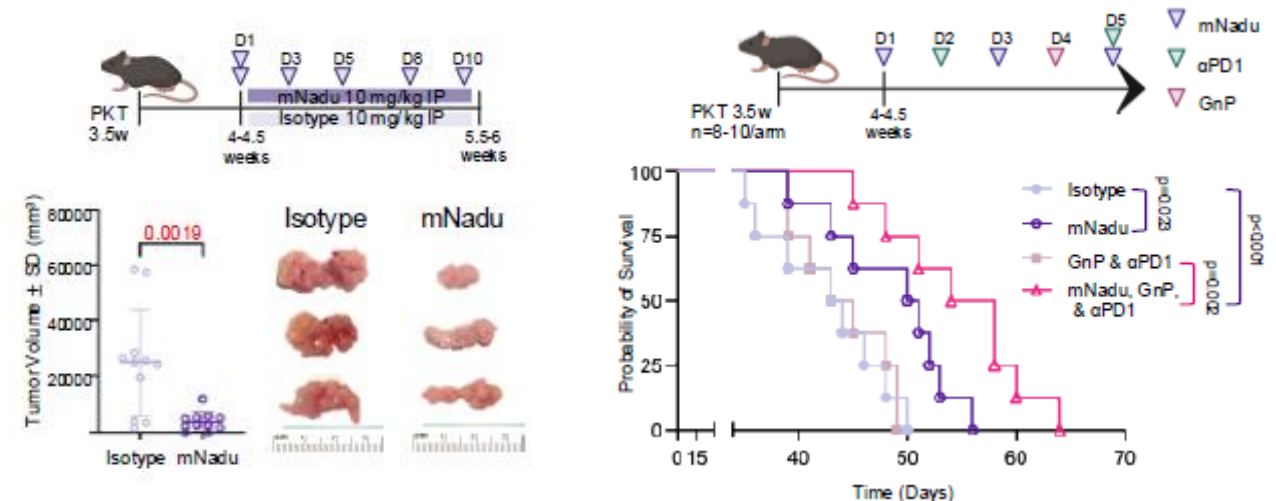 D1
D3
D5
D8
D10
mNadu 10 mg/kg IP
Isotype 10 mg/kg IP
PKT
3.5w
4-4.5
weeks
5.5-6
weeks
D1
D2
D3
D4
D5
mNadu
αPD1
GnP
PKT 3.5w
n=8-10/arm
4-4.5
weeks
Tumor Volume ± SD (mm³)
80000
60000
40000
20000
0.0019
Isotype
mNadu
Isotype
mNadu
Probability of Survival
100
75
50
25
0
0 15
40
50
60
70
Time (Days)
Isotype
mNadu
GnP & αPD1
mNadu, GnP,
& αPD1
p=0.023
p=0.002
p<0.001